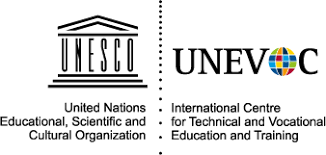 UNESCO
United Nations
Educational, Scientific and
Cultural Organization
UNEVOC
International Centre
for Technical and Vocational
Education and Training